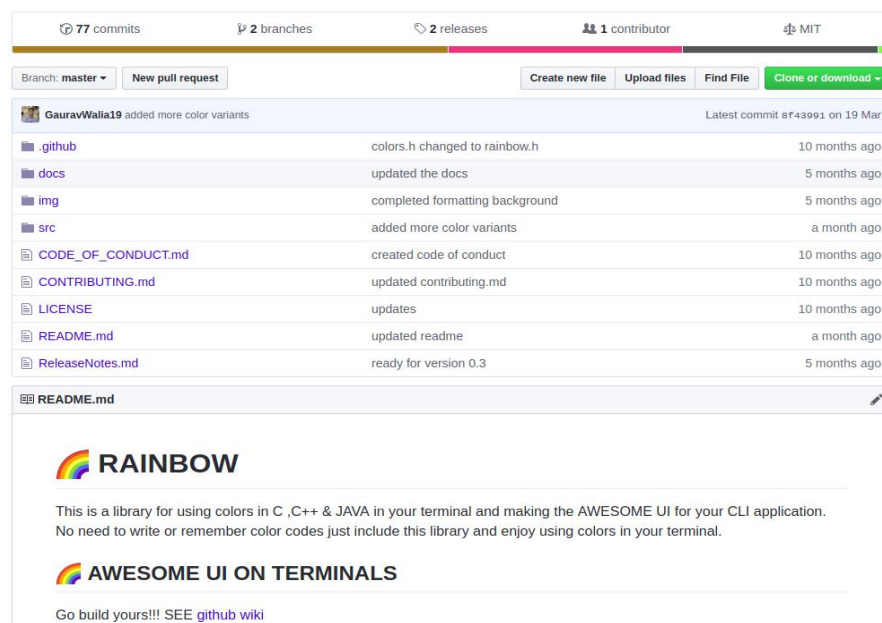 77 commits 2 branches 2 releases 1 contributor MIT
Branch: master New pull request Create new file Upload files Find File Clone or download
GauravWalia19 added more color variants Latest commit 8f43991 on 19 Mar
.github colors.h changed to rainbow.h 10 months ago
docs updated the docs 5 months ago
img completed formatting background 5 months ago
src added more color variants a month ago
CODE_OF_CONDUCT.md created code of conduct 10 months ago
CONTRIBUTING.md updated contributing.md 10 months ago
LICENSE updates 10 months ago
README.md updated readme a month ago
ReleaseNotes.md ready for version 0.3 5 months ago
README.md
RAINBOW
This is a library for using colors in C ,C++ & JAVA in your terminal and making the AWESOME UI for your CLI application.
No need to write or remember color codes just include this library and enjoy using colors in your terminal.
AWESOME UI ON TERMINALS
Go build yours!!! SEE github wiki